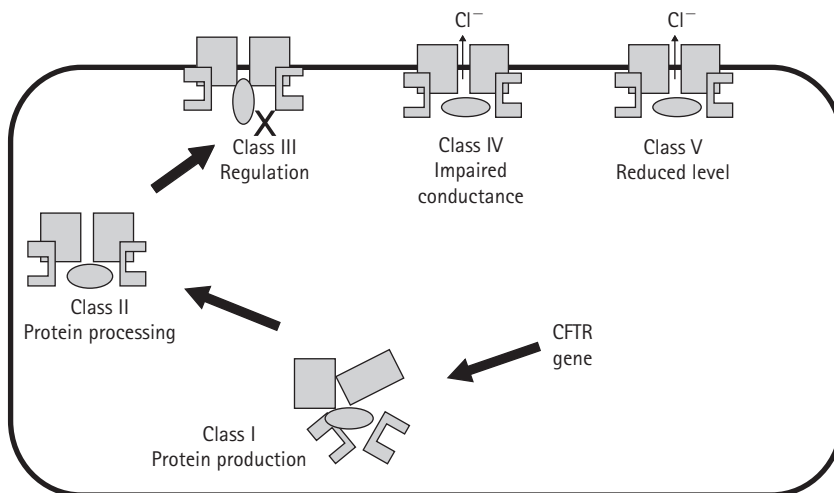 Cl⁻
Cl⁻
X
Class III
Regulation
Class IV
Impaired
conductance
Class V
Reduced level
Class II
Protein processing
CFTR
gene
Class I
Protein production